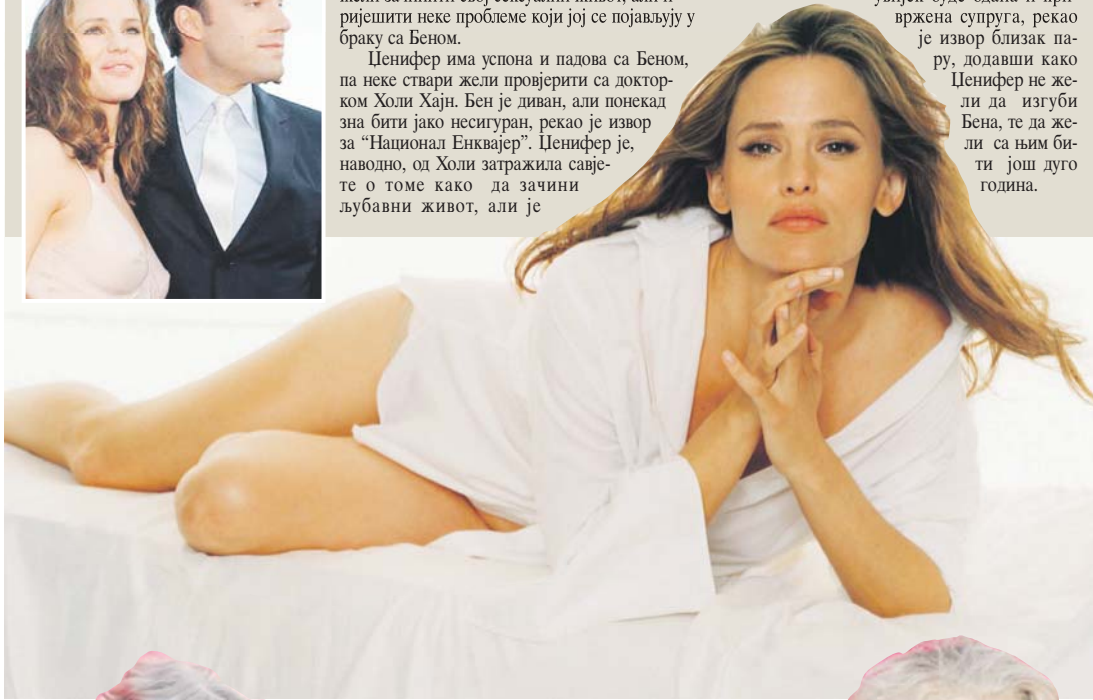 ријешити неке проблеме који јој се појављују у
браку са Беном.
Џенифер има успона и падова са Беном,
па неке ствари жели провјерити са доктор-
ком Холи Хајн. Бен је диван, али понекад
зна бити јако несигуран, рекао је извор
за “Национал Енквајер”. Џенифер је,
наводно, од Холи затражила савје-
те о томе како да зачини
љубавни живот, али је
вржена супруга, рекао
је извор близак па-
ру, додавши како
Џенифер не же-
ли да изгуби
Бена, те да же-
ли са њим би-
ти још дуго
година.